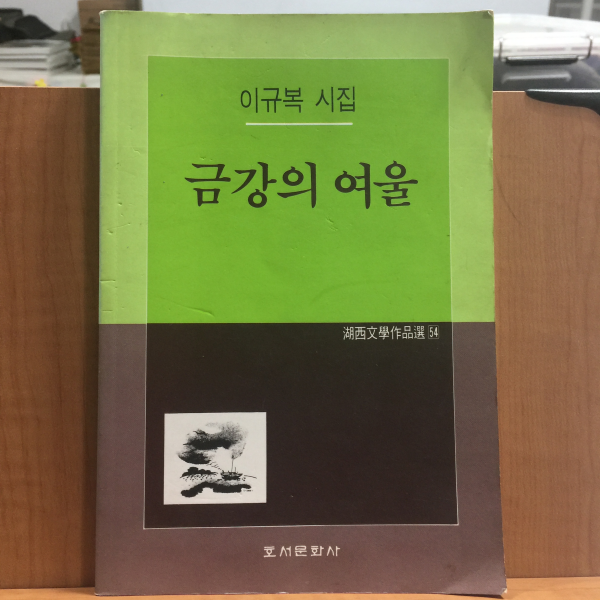 이규복 시집
금강의 여울
湖西文學作品選 54
호서문화사